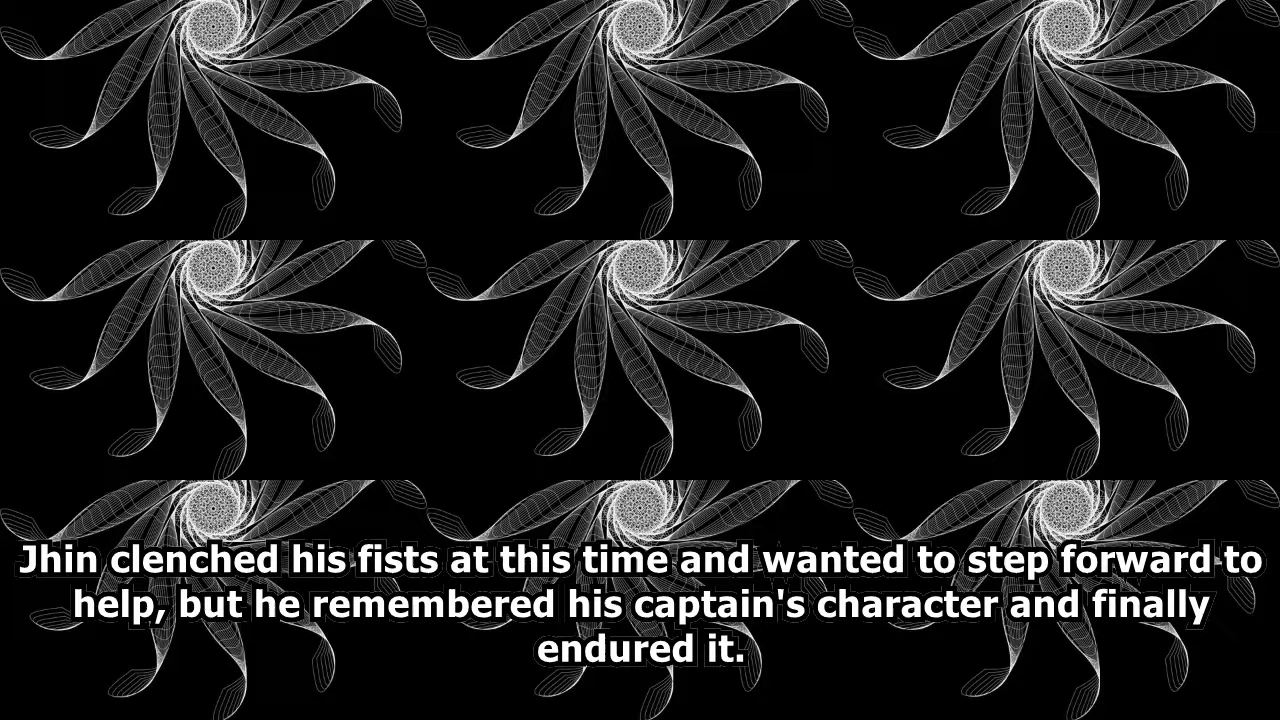 Jhin clenched his fists at this time and wanted to step forward to
help, but he remembered his captain's character and finally
endured it.